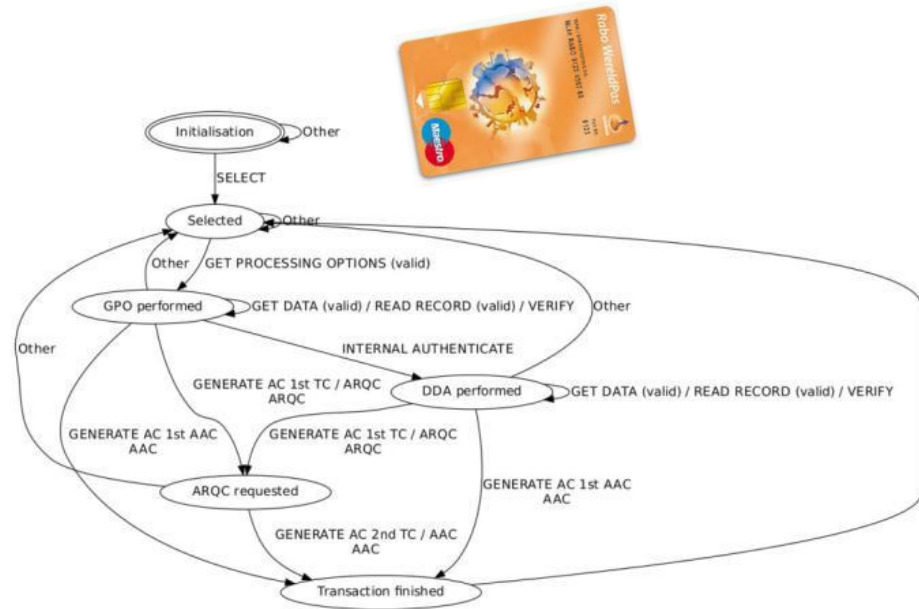 Rabo WereldPas
Maestro
Initialisation
Other
SELECT
Selected
Other
GET PROCESSING OPTIONS (valid)
Other
GPO performed
GET DATA (valid) / READ RECORD (valid) / VERIFY
Other
Other
INTERNAL AUTHENTICATE
GENERATE AC 1st TC / ARQC
ARQC
DDA performed
GET DATA (valid) / READ RECORD (valid) / VERIFY
GENERATE AC 1st AAC
AAC
GENERATE AC 1st TC / ARQC
ARQC
ARQC requested
GENERATE AC 1st AAC
AAC
GENERATE AC 2nd TC / AAC
AAC
Transaction finished